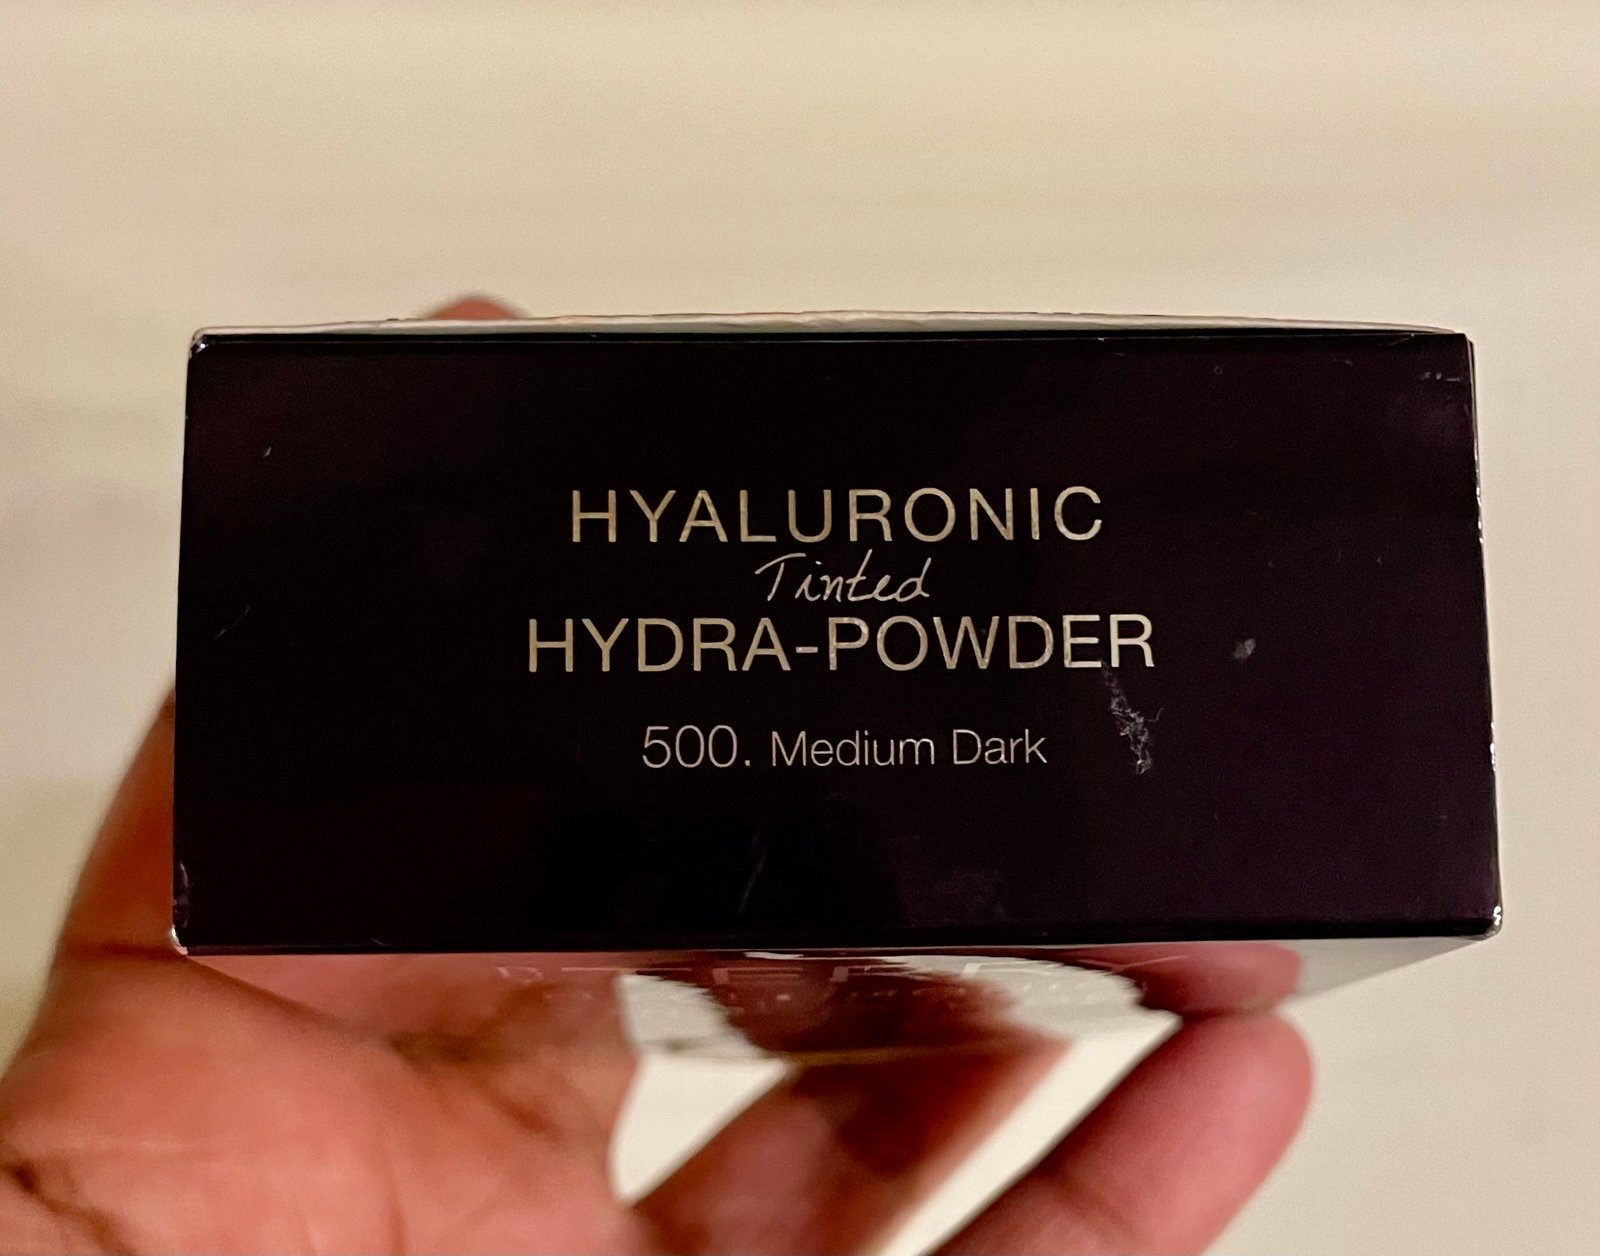 HYALURONIC
Tinted
HYDRA-POWDER
500. Medium Dark